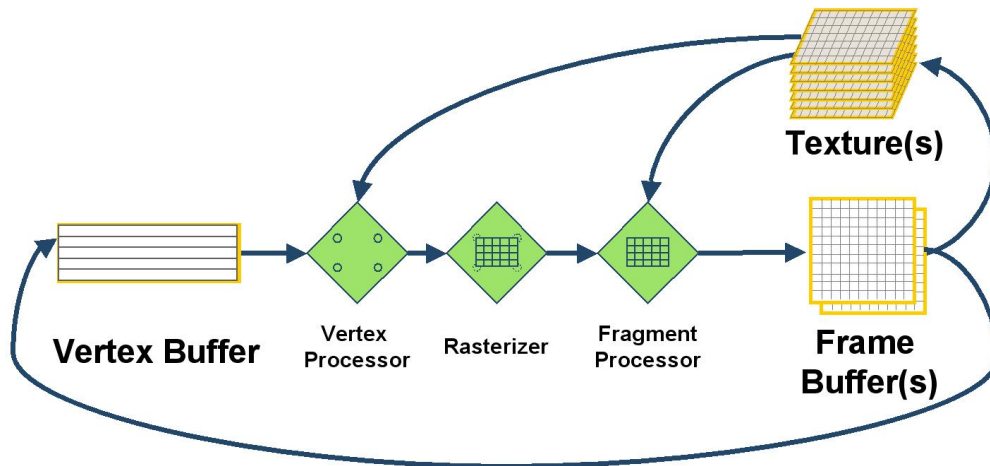 Texture(s)
Vertex Buffer
Vertex
Processor
Rasterizer
Fragment
Processor
Frame
Buffer(s)